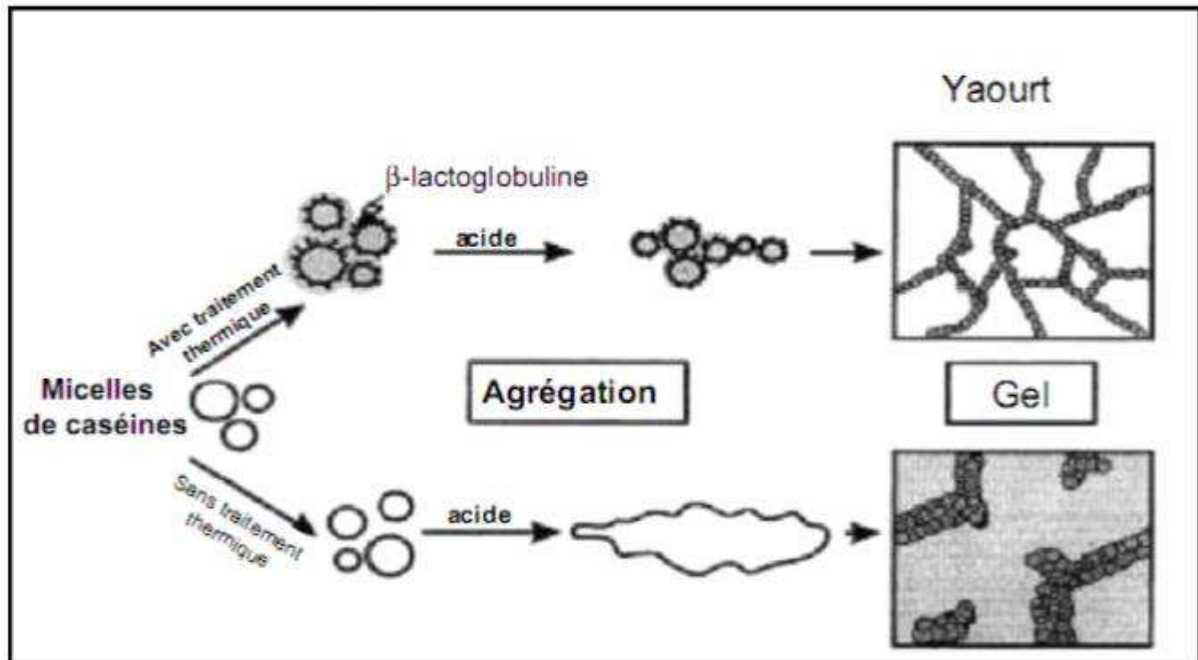 Yaourt
β-lactoglobuline
acide
Avec traitement
thermique
Micelles
de caséines
Agrégation
Gel
Sans traitement
thermique
acide